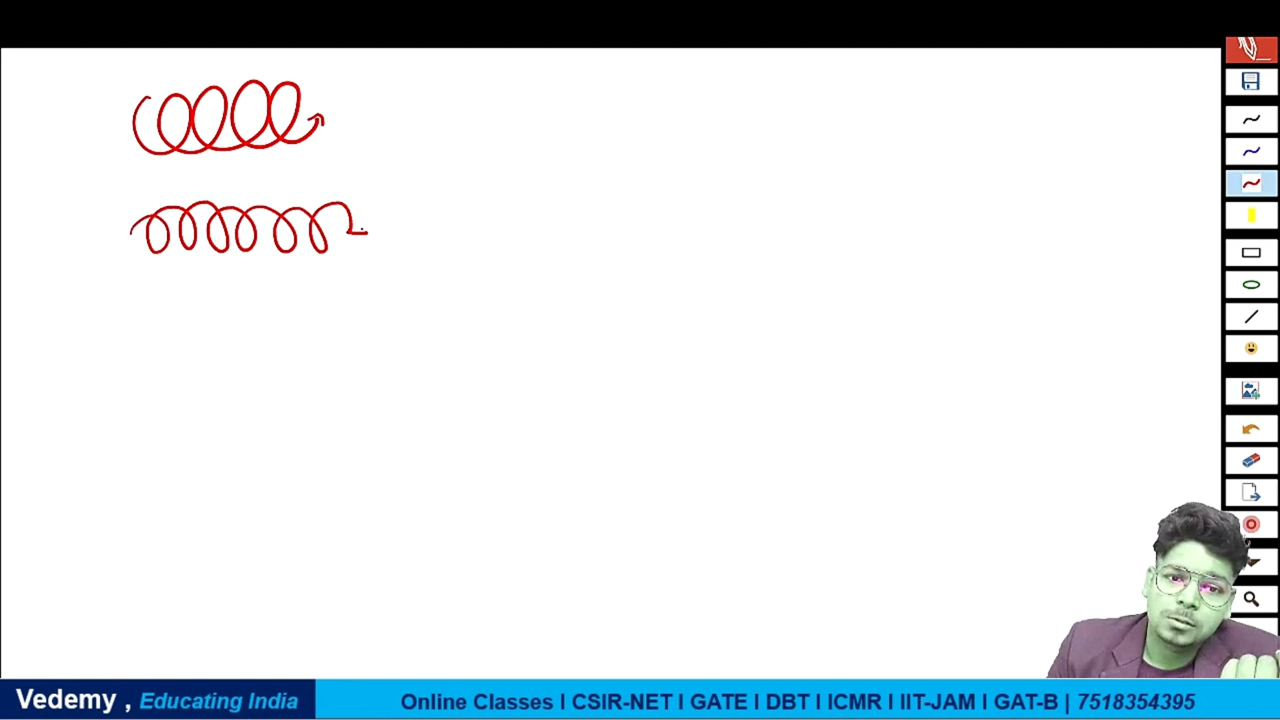 Vedemy , Educating India
Online Classes I CSIR-NET I GATE I DBT I ICMR I IIT-JAM I GAT-B | 7518354395